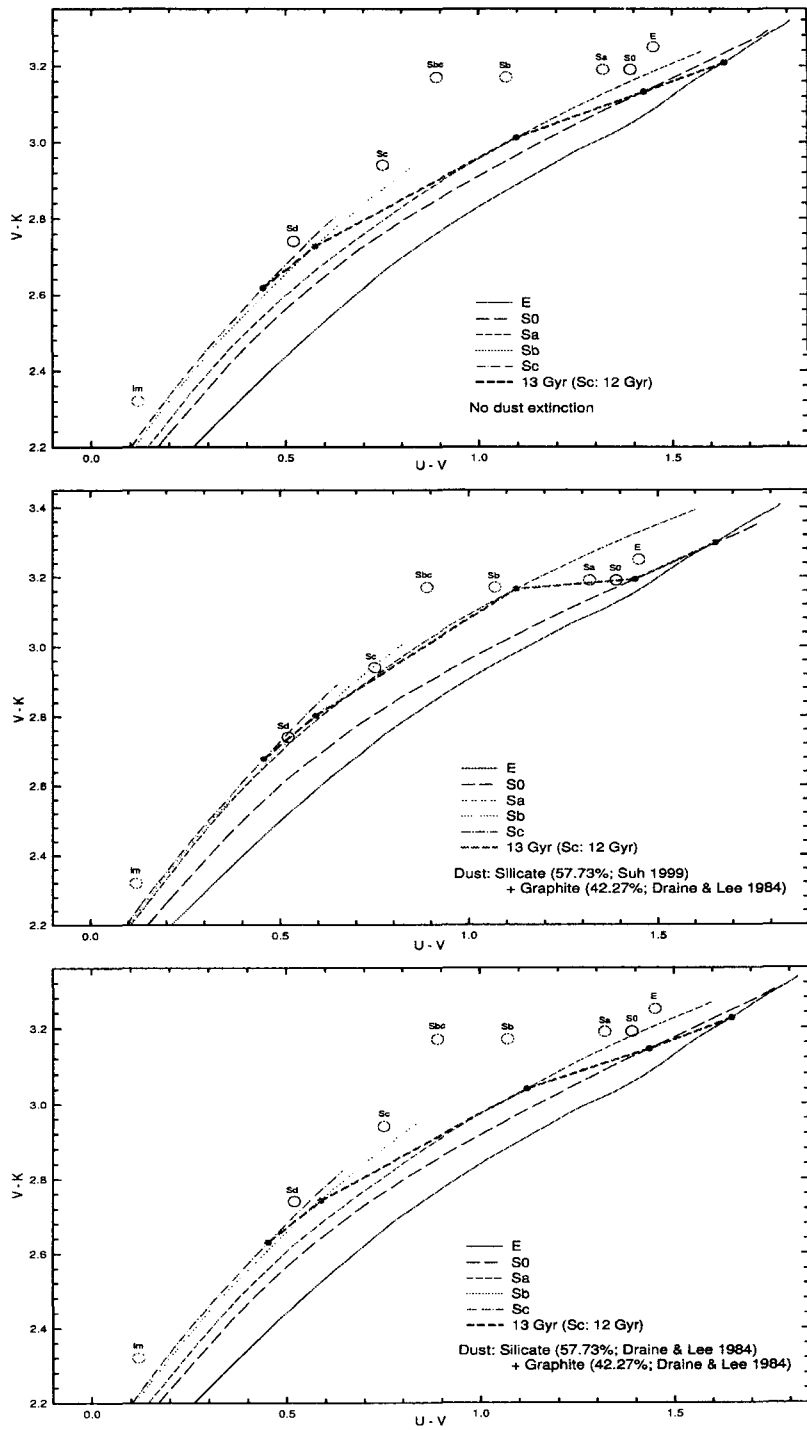 V - K
3.2
3.0
2.8
2.6
2.4
2.2
E
Sbc
Sb
Sa
S0
Sc
Sd
Im
E
S0
Sa
Sb
Sc
13 Gyr (Sc: 12 Gyr)
No dust extinction
0.0
0.5
1.0
1.5
U - V
V - K
3.4
3.2
3.0
2.8
2.6
2.4
2.2
E
Sbc
Sb
Sa
S0
Sc
Sd
Im
E
S0
Sa
Sb
Sc
13 Gyr (Sc: 12 Gyr)
Dust: Silicate (57.73%; Suh 1999)
+ Graphite (42.27%; Draine & Lee 1984)
0.0
0.5
1.0
1.5
U - V
V - K
3.2
3.0
2.8
2.6
2.4
2.2
E
Sbc
Sb
Sa
S0
Sc
Sd
Im
E
S0
Sa
Sb
Sc
13 Gyr (Sc: 12 Gyr)
Dust: Silicate (57.73%; Draine & Lee 1984)
+ Graphite (42.27%; Draine & Lee 1984)
0.0
0.5
1.0
1.5
U - V